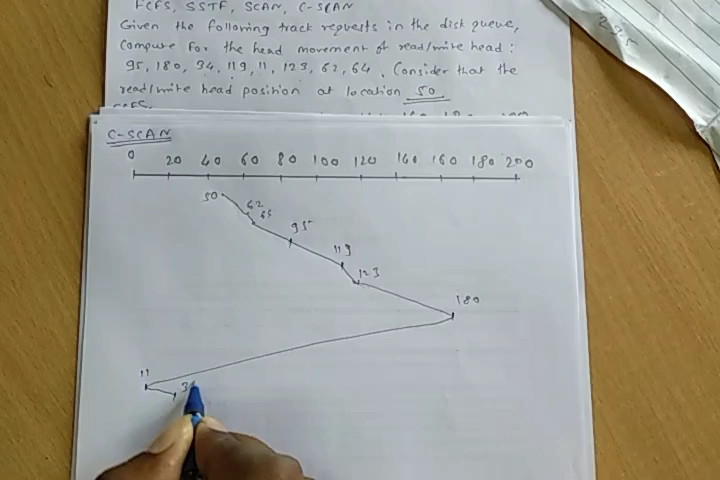 FCFS, SSTF, SCAN, C-SCAN
Given the following track requests in the disk queue,
Compute for the head movement of read/write head:
95, 180, 34, 119, 11, 123, 62, 64. Consider that the
read/write head position at location 50
FCFS
C-SCAN
0 20 40 60 80 100 120 140 160 180 200
50
62
65
95
119
123
180
11
34